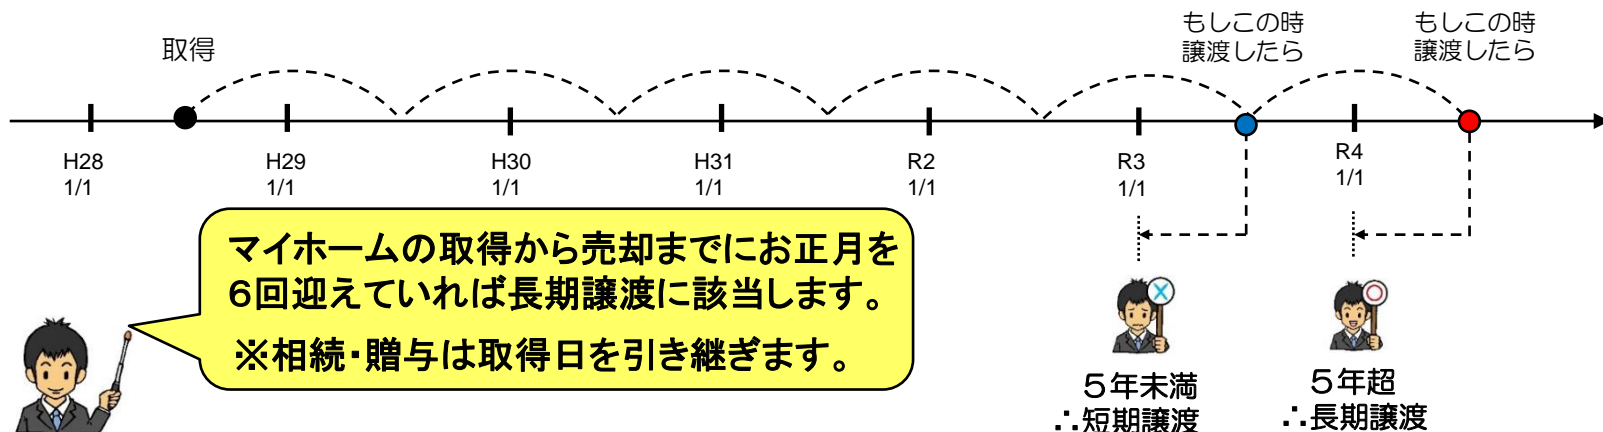 取得
もしこの時
譲渡したら
もしこの時
譲渡したら
H28
1/1
H29
1/1
H30
1/1
H31
1/1
R2
1/1
R3
1/1
R4
1/1
マイホームの取得から売却までにお正月を
６回迎えていれば長期譲渡に該当します。
※相続・贈与は取得日を引き継ぎます。
５年未満
∴短期譲渡
５年超
∴長期譲渡